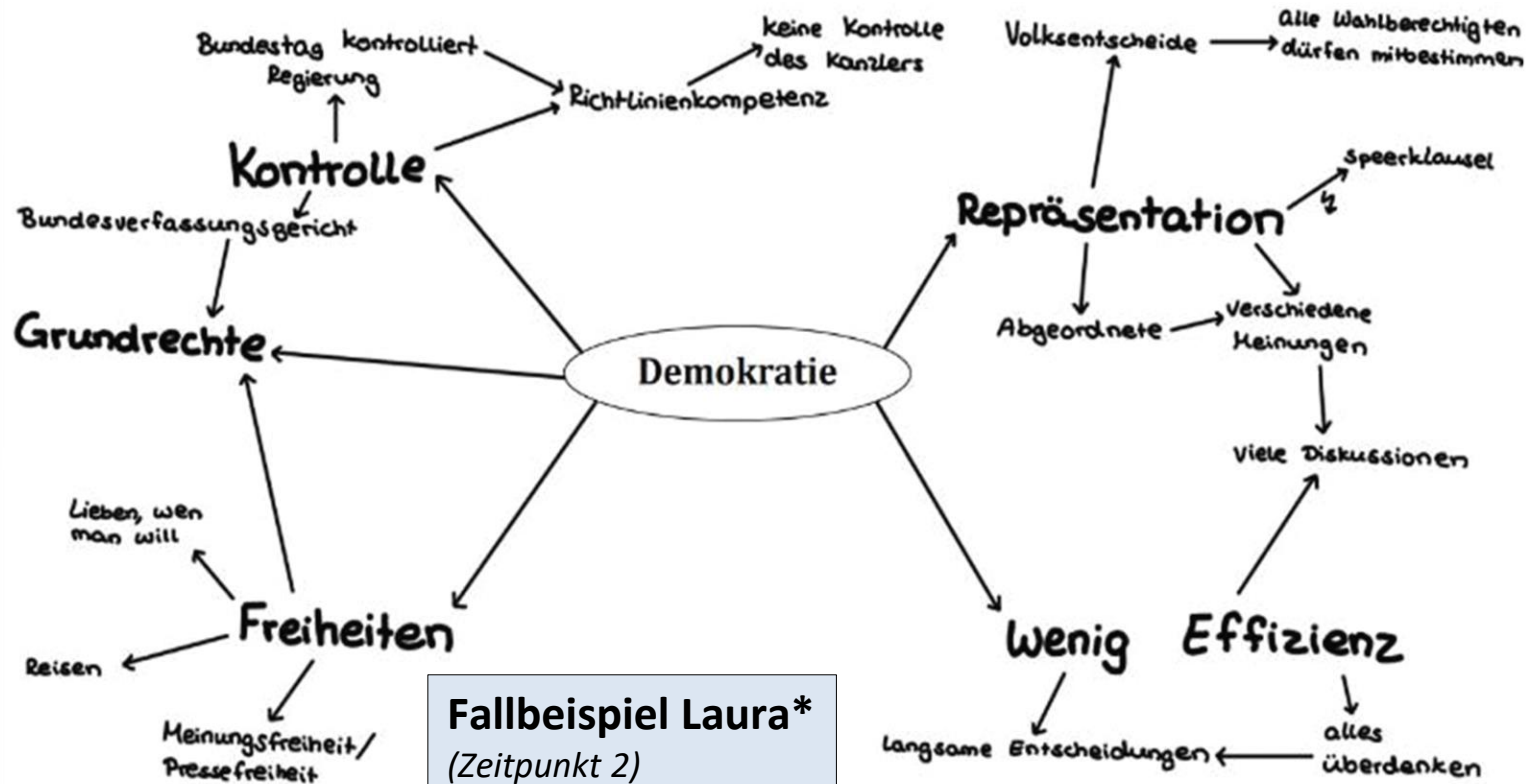 Bundestag kontrolliert
Regierung
keine Kontrolle
des Kanzlers
Richtlinienkompetenz
Kontrolle
Bundesverfassungsgericht
Grundrechte
Volksentscheide
alle Wahlberechtigten
dürfen mitbestimmen
Speerklausel
Repräsentation
Abgeordnete
Verschiedene
Meinungen
Viele Diskussionen
Demokratie
Lieben, wen
man will
Freiheiten
Reisen
Meinungsfreiheit/
Pressefreiheit
Wenig Effizienz
langsame Entscheidungen
alles
überdenken
Fallbeispiel Laura*
(Zeitpunkt 2)